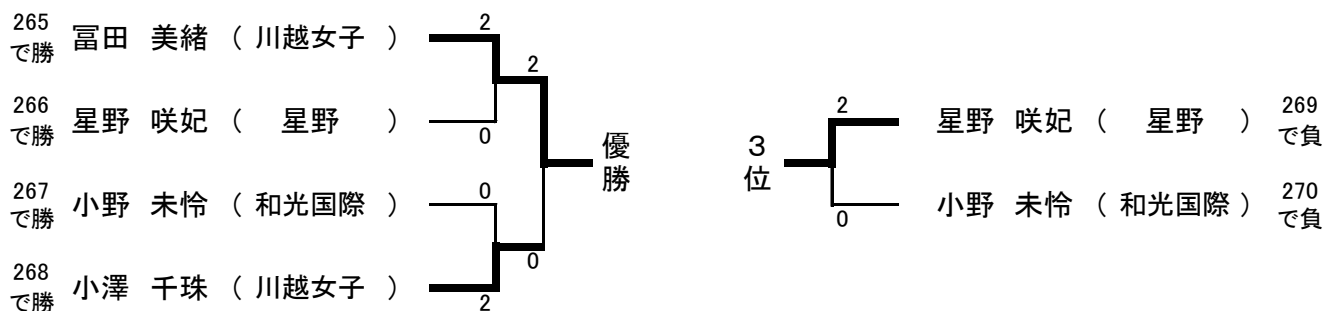 265
で勝 冨田 美緒 （ 川越女子 ） 2
2
266
で勝 星野 咲妃 （ 星野 ） 0
優勝
267
で勝 小野 未怜 （ 和光国際 ） 0
0
268
で勝 小澤 千珠 （ 川越女子 ） 2
3位
2 星野 咲妃 （ 星野 ） 269
で負
0 小野 未怜 （ 和光国際 ） 270
で負